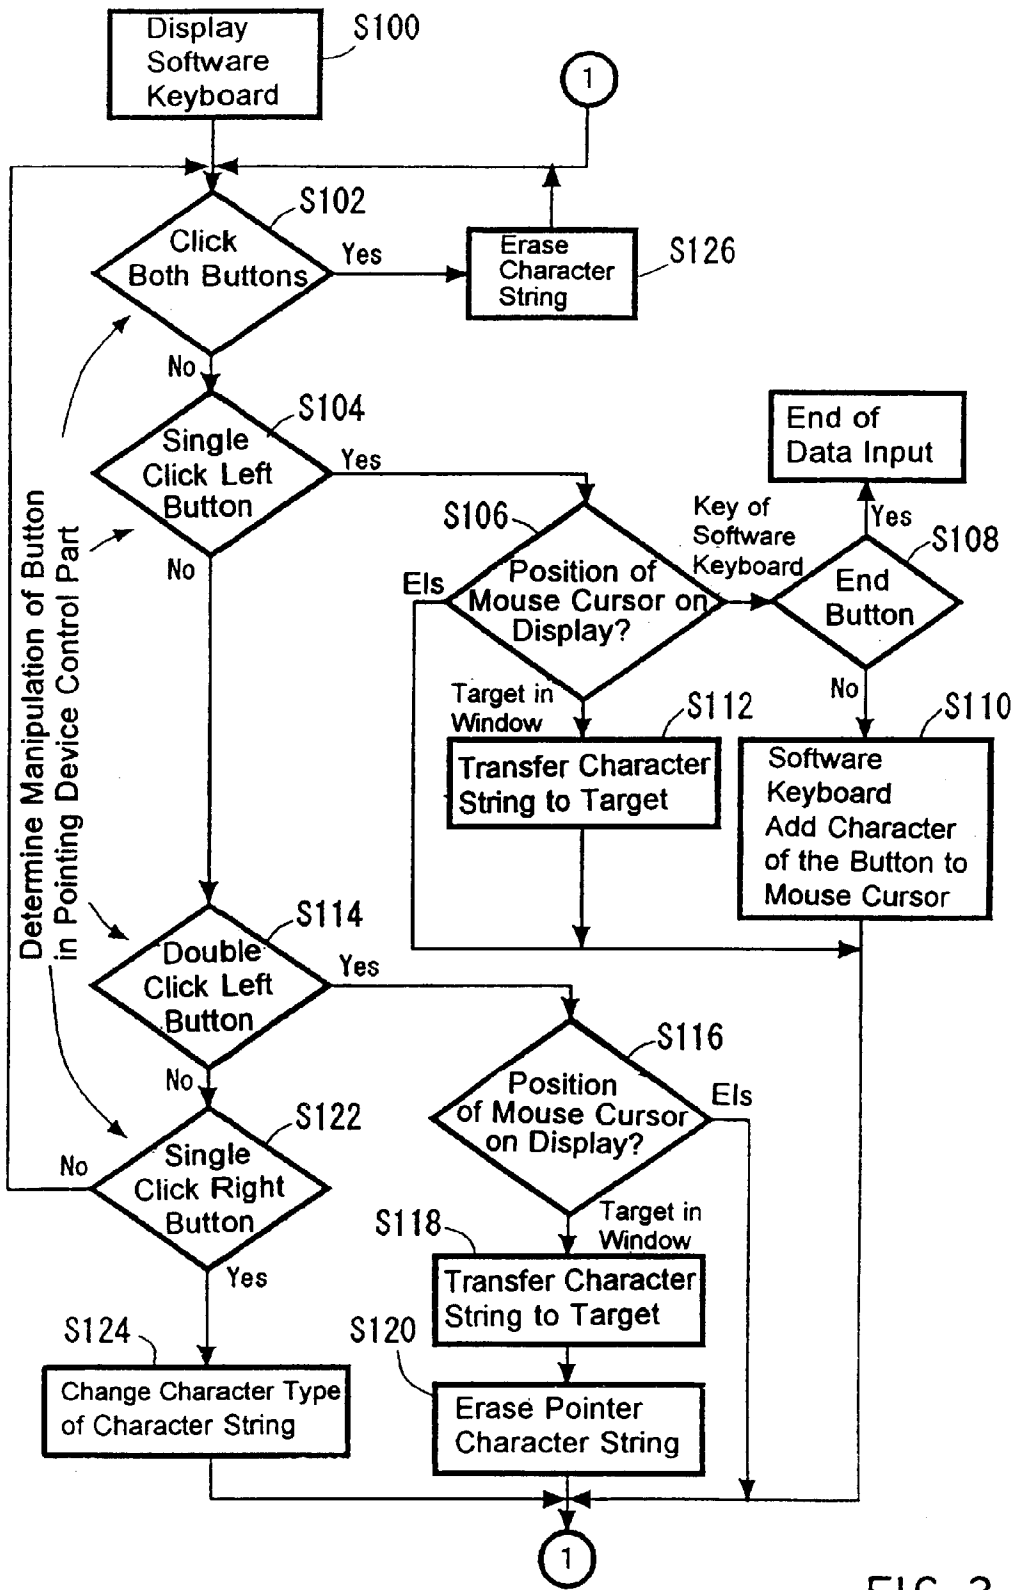 Display
Software
Keyboard
S100
1
S102
Click
Both Buttons
Yes
Erase
Character
String
S126
No
S104
Single
Click Left
Button
Yes
No
End of
Data Input
S106
Key of
Software
Keyboard
Yes
S108
Els
Position of
Mouse Cursor on
Display?
End
Button
No
Target in
Window
S112
Transfer Character
String to Target
S110
Software
Keyboard
Add Character
of the Button to
Mouse Cursor
Determine Manipulation of Button
in Pointing Device Control Part
S114
Double
Click Left
Button
Yes
No
S116
Position
of Mouse Cursor
on Display?
Els
S122
Single
Click Right
Button
No
Yes
S118
Target in
Window
Transfer Character
String to Target
S124
Change Character Type
of Character String
S120
Erase Pointer
Character String
1